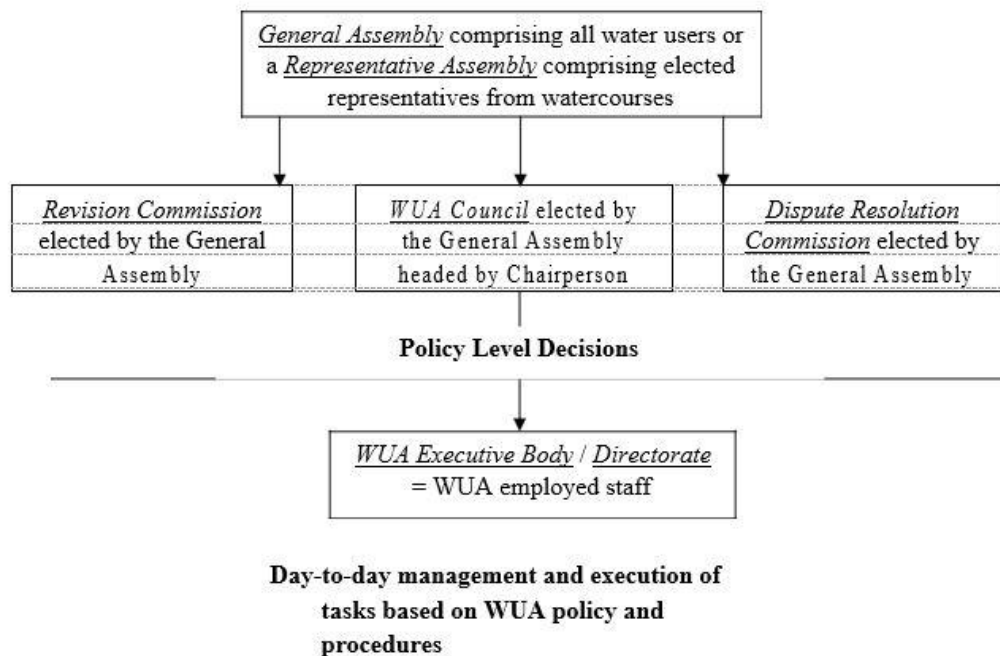 General Assembly comprising all water users or
a Representative Assembly comprising elected
representatives from watercourses
Revision Commission
elected by the General
Assembly
WUA Council elected by
the General Assembly
headed by Chairperson
Dispute Resolution
Commission elected by
the General Assembly
Policy Level Decisions
WUA Executive Body / Directorate
= WUA employed staff
Day-to-day management and execution of
tasks based on WUA policy and
procedures